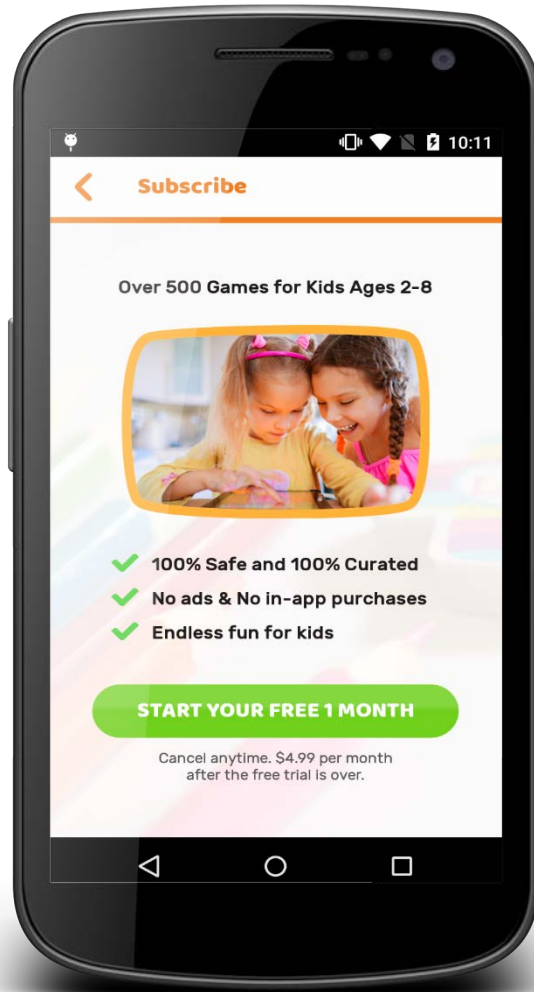 10:11
Subscribe
Over 500 Games for Kids Ages 2-8
100% Safe and 100% Curated
No ads & No in-app purchases
Endless fun for kids
START YOUR FREE 1 MONTH
Cancel anytime. $4.99 per month
after the free trial is over.